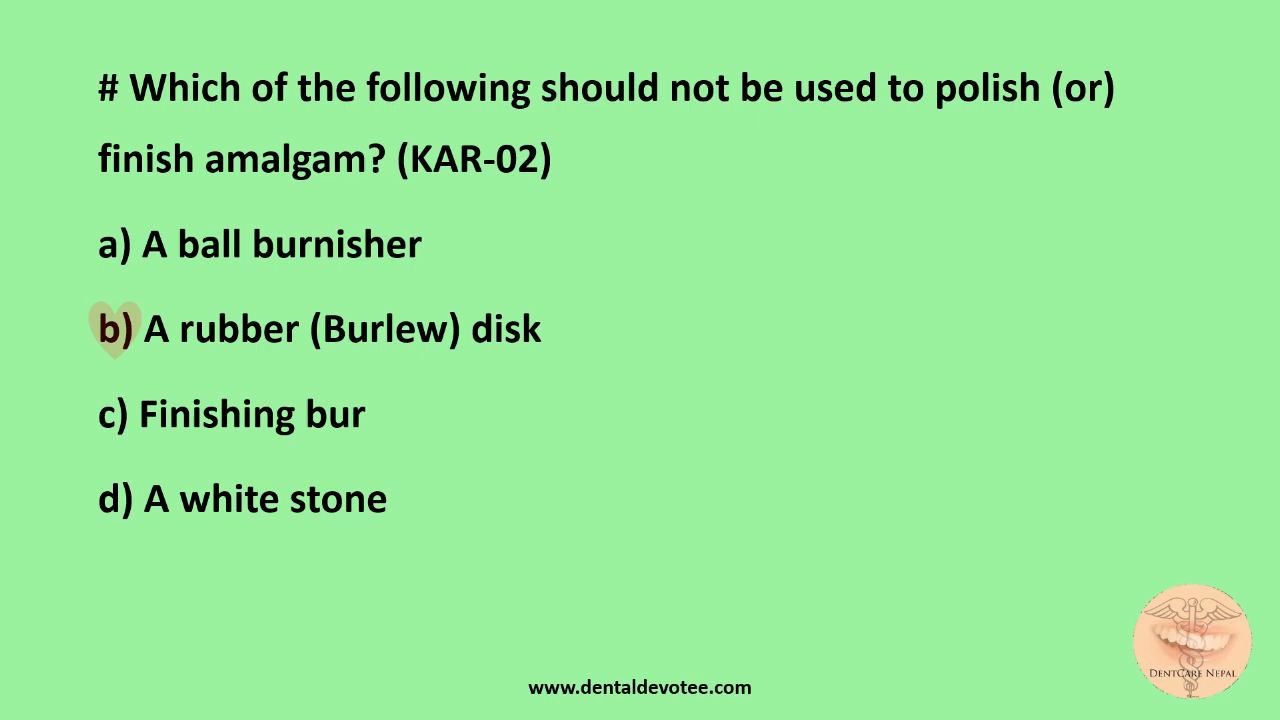 # Which of the following should not be used to polish (or)
finish amalgam? (KAR-02)
a) A ball burnisher
b) A rubber (Burlew) disk
c) Finishing bur
d) A white stone
DENTCARE NEPAL
www.dentaldevotee.com